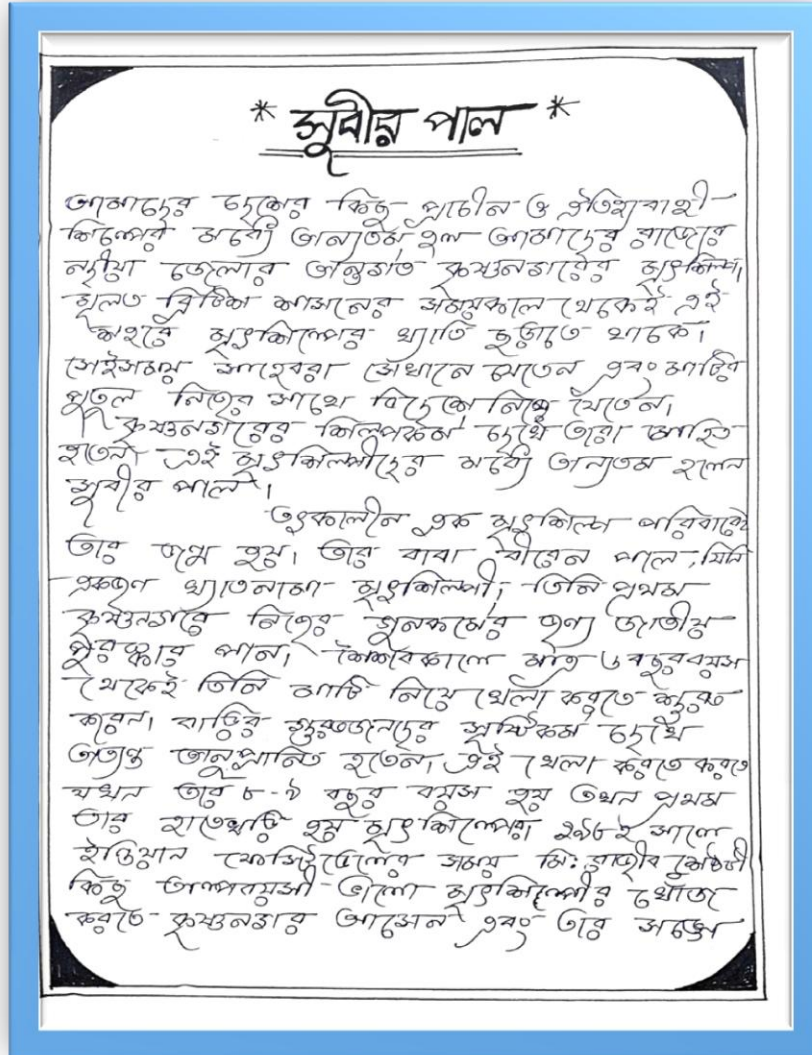 * সুবীর পাল *
আমাদের দেশের কিছু প্রাচীন ও ঐতিহ্যবাহী
শিল্পের মধ্যে অন্যতম হল আমাদের রাজ্যের
নদীয়া জেলার অন্তর্গত কৃষ্ণনগরের মৃৎশিল্প।
মূলত ব্রিটিশ শাসনের সময়কাল থেকেই এই
শহরে মৃৎশিল্পের খ্যাতি ছড়াতে থাকে।
সেইসময় সাহেবরা সেখানে যেতেন এবং মাটির
পুতুল নিজের সাথে বিদেশে নিয়ে যেতেন।
কৃষ্ণনগরের শিল্পকর্ম দেখে তারা মোহিত
হতেন। এই মৃৎশিল্পীদের মধ্যে অন্যতম হলেন
সুবীর পাল।
তৎকালীন এক মৃৎশিল্প পরিবারে
তার জন্ম হয়। তার বাবা বীরেন পাল, যিনি
একজন খ্যাতনামা মৃৎশিল্পী, তিনি প্রথম
কৃষ্ণনগরে নিজের গুনকর্মের জন্য জাতীয়
পুরস্কার পান। শৈশবকালে মাত্র ৬ বছর বয়স
থেকেই তিনি মাটি নিয়ে খেলা করতে শুরু
করেন। বাড়ির গুরুজনদের সৃষ্টিকর্ম দেখে
অত্যন্ত অনুপ্রানিত হতেন। এই খেলা করতে করতে
যখন তার ৮-৯ বছর বয়স হয় তখন প্রথম
তার হাতেখড়ি হয় মৃৎশিল্পের। সালে
ইন্ডিয়ান ফেস্টিভেলের সময় মি: রাজীব শেঠী
কিছু অল্পবয়সী ভালো মৃৎশিল্পীর খোঁজ
করতে কৃষ্ণনগর আসেন এবং তার সঙ্গে